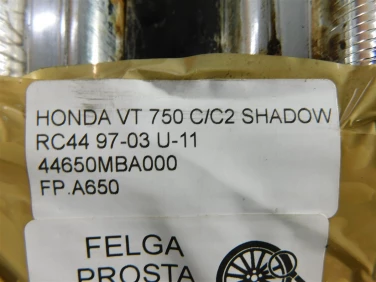 HONDA VT 750 C/C2 SHADOW
RC44 97-03 U-11
44650MBA000
FP.A650
FELGA
PROSTA